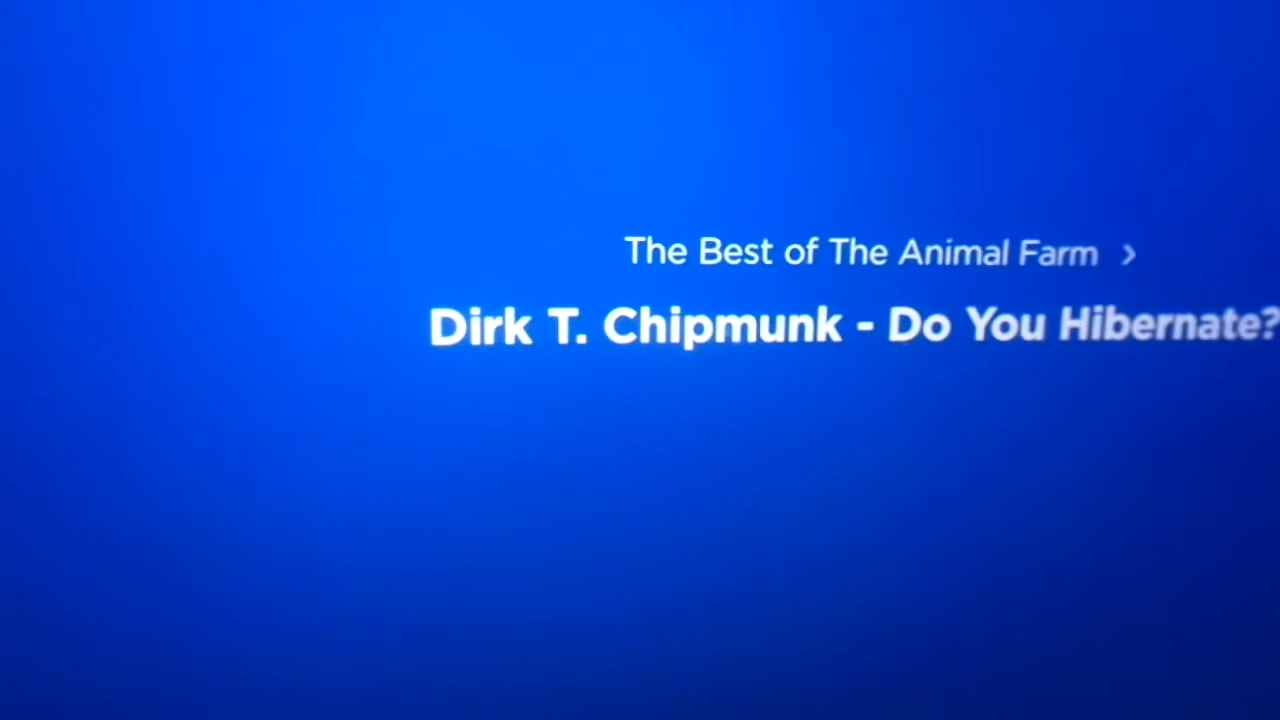 The Best of The Animal Farm >
Dirk T. Chipmunk - Do You Hibernate?